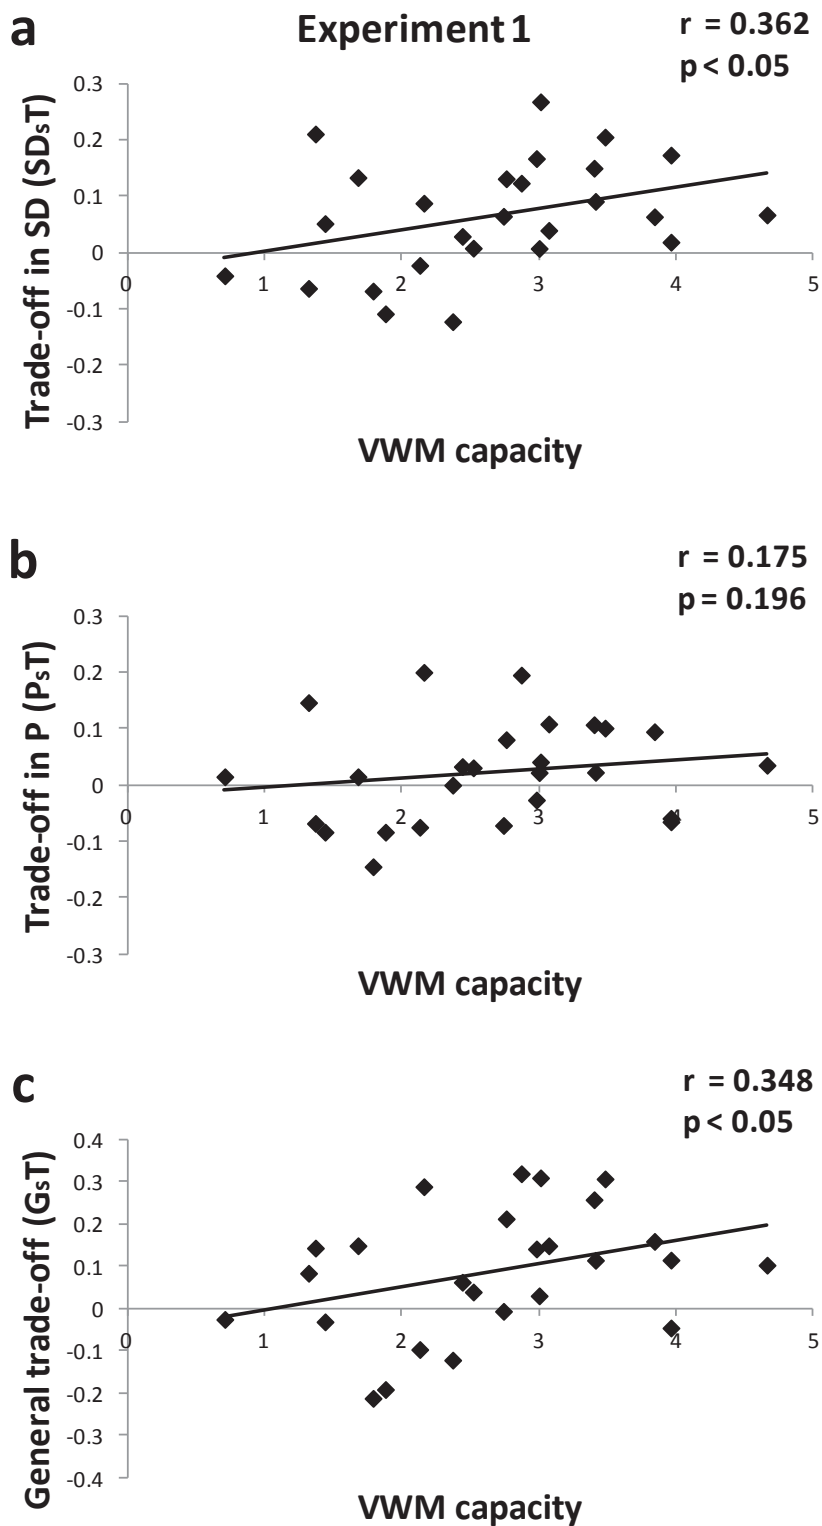 a
Experiment 1
r = 0.362
p < 0.05
Trade-off in SD (SDsT)
0.3
0.2
0.1
0
-0.1
-0.2
-0.3
0 1 2 3 4 5
VWM capacity
b
r = 0.175
p = 0.196
Trade-off in P (PsT)
0.3
0.2
0.1
0
-0.1
-0.2
-0.3
0 1 2 3 4 5
VWM capacity
c
r = 0.348
p < 0.05
General trade-off (GsT)
0.4
0.3
0.2
0.1
0
-0.1
-0.2
-0.3
-0.4
0 1 2 3 4 5
VWM capacity